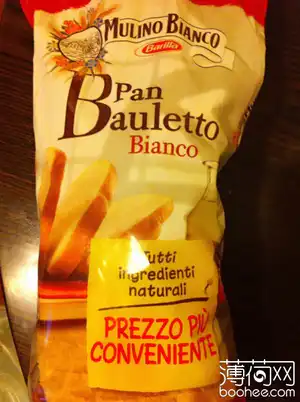 MULINO BIANCO
Barilla
Pan
Bauletto
Bianco
Tutti
ingredienti
naturali
PREZZO PIÙ
CONVENIENTE
薄荷网
boohee.com